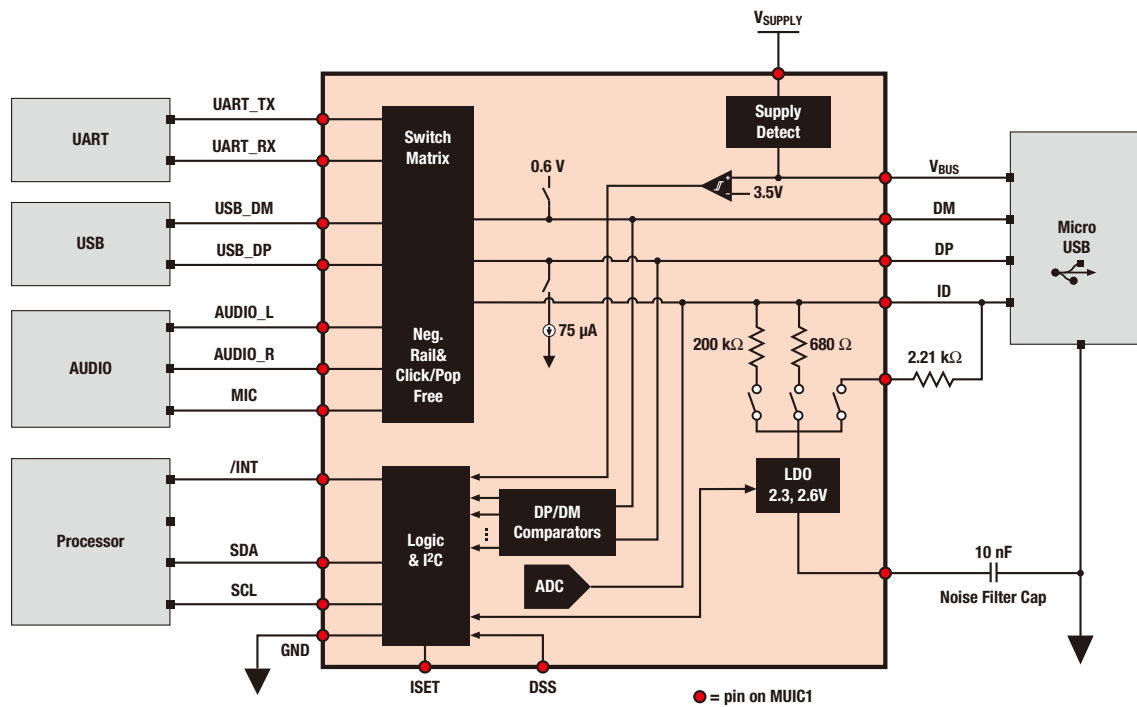 VSUPPLY
UART
UART_TX
UART_RX
Switch
Matrix
Supply
Detect
0.6 V
3.5V
VBUS
USB
USB_DM
USB_DP
DM
DP
ID
Micro
USB
AUDIO
AUDIO_L
AUDIO_R
MIC
Neg.
Rail&
Click/Pop
Free
75 µA
200 kΩ
680 Ω
2.21 kΩ
Processor
/INT
SDA
SCL
GND
Logic
& I²C
DP/DM
Comparators
ADC
LDO
2.3, 2.6V
10 nF
Noise Filter Cap
ISET
DSS
= pin on MUIC1